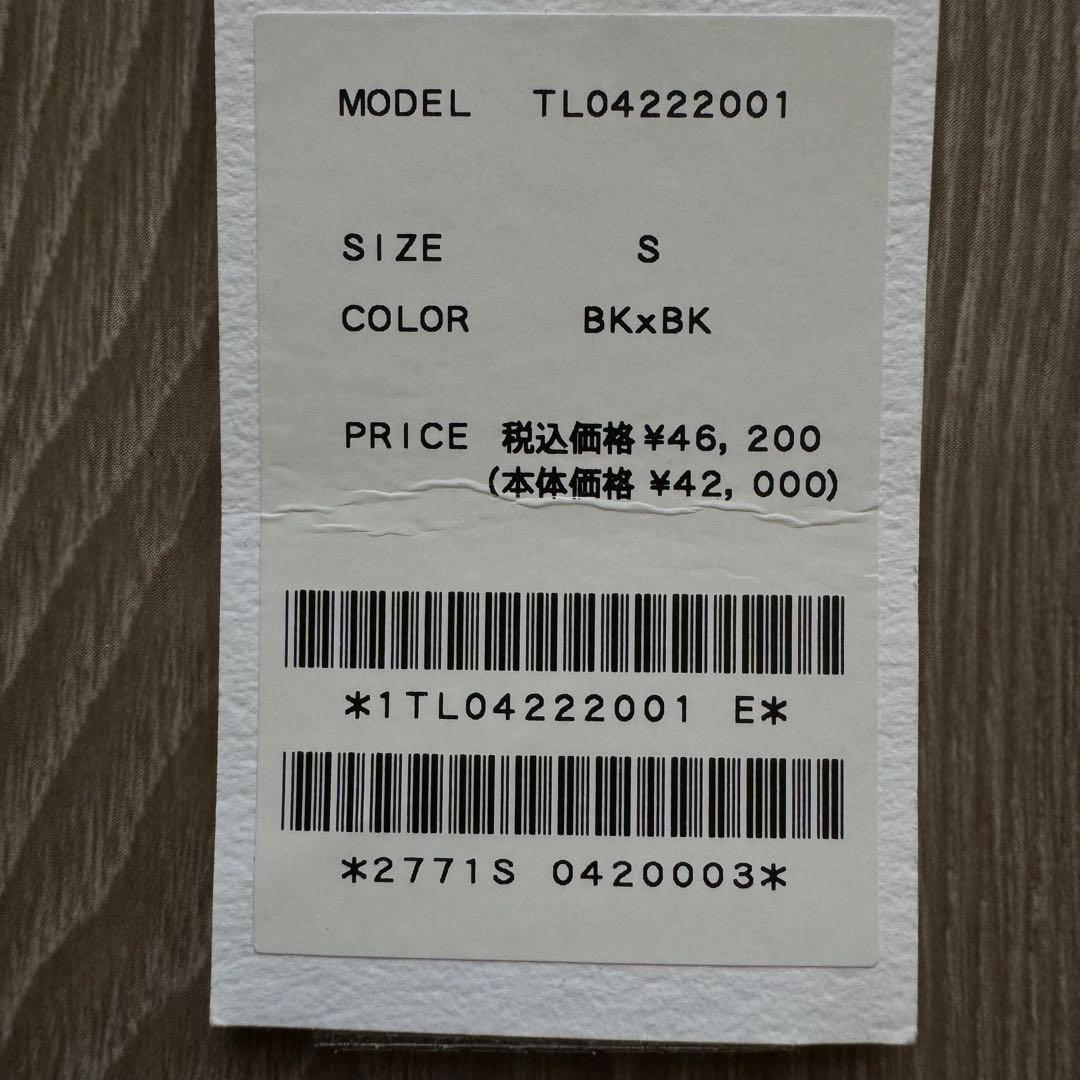 MODEL TL04222001
SIZE S
COLOR BKxBK
PRICE 税込価格¥46, 200
(本体価格 ¥42, 000)
*1TL04222001 E*
*2771S 0420003*